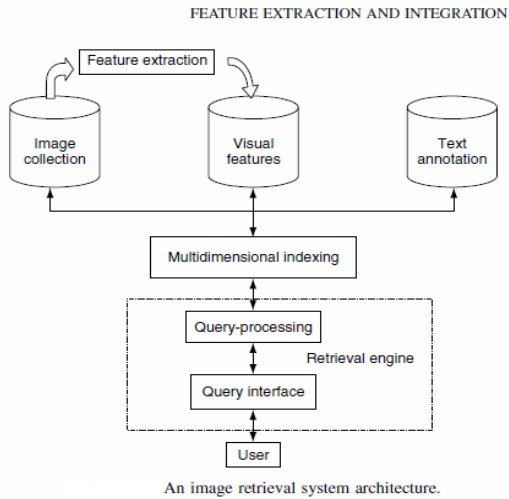 FEATURE EXTRACTION AND INTEGRATION
Feature extraction
Image
collection
Visual
features
Text
annotation
Multidimensional indexing
Query-processing
Retrieval engine
Query interface
User
An image retrieval system architecture.